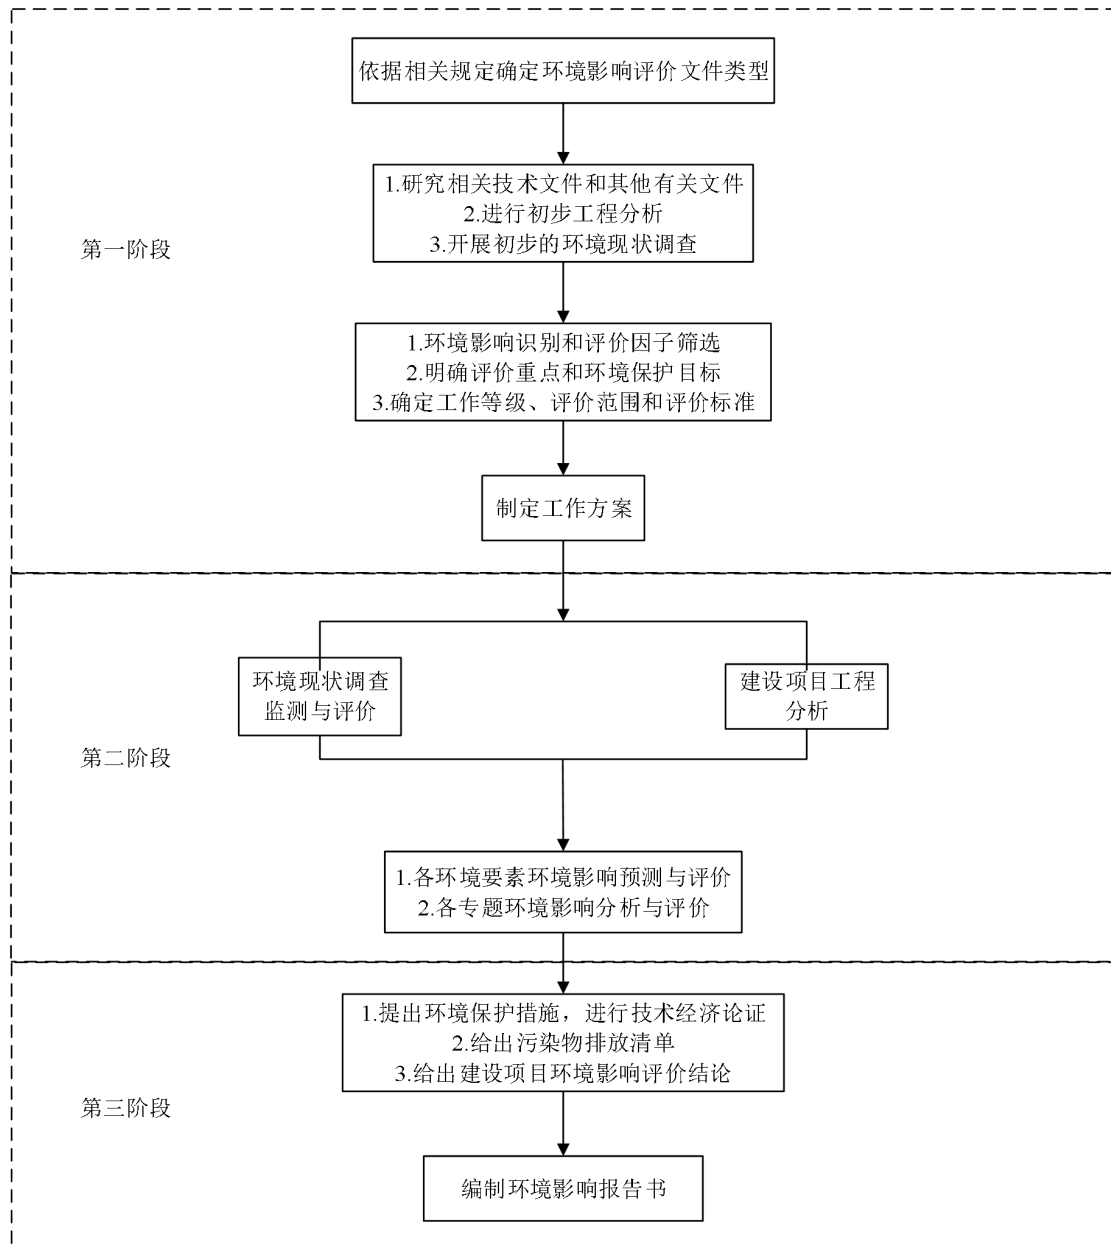 依据相关规定确定环境影响评价文件类型
1.研究相关技术文件和其他有关文件
2.进行初步工程分析
3.开展初步的环境现状调查
第一阶段
1.环境影响识别和评价因子筛选
2.明确评价重点和环境保护目标
3.确定工作等级、评价范围和评价标准
制定工作方案
环境现状调查
监测与评价
建设项目工程
分析
第二阶段
1.各环境要素环境影响预测与评价
2.各专题环境影响分析与评价
1.提出环境保护措施，进行技术经济论证
2.给出污染物排放清单
3.给出建设项目环境影响评价结论
第三阶段
编制环境影响报告书